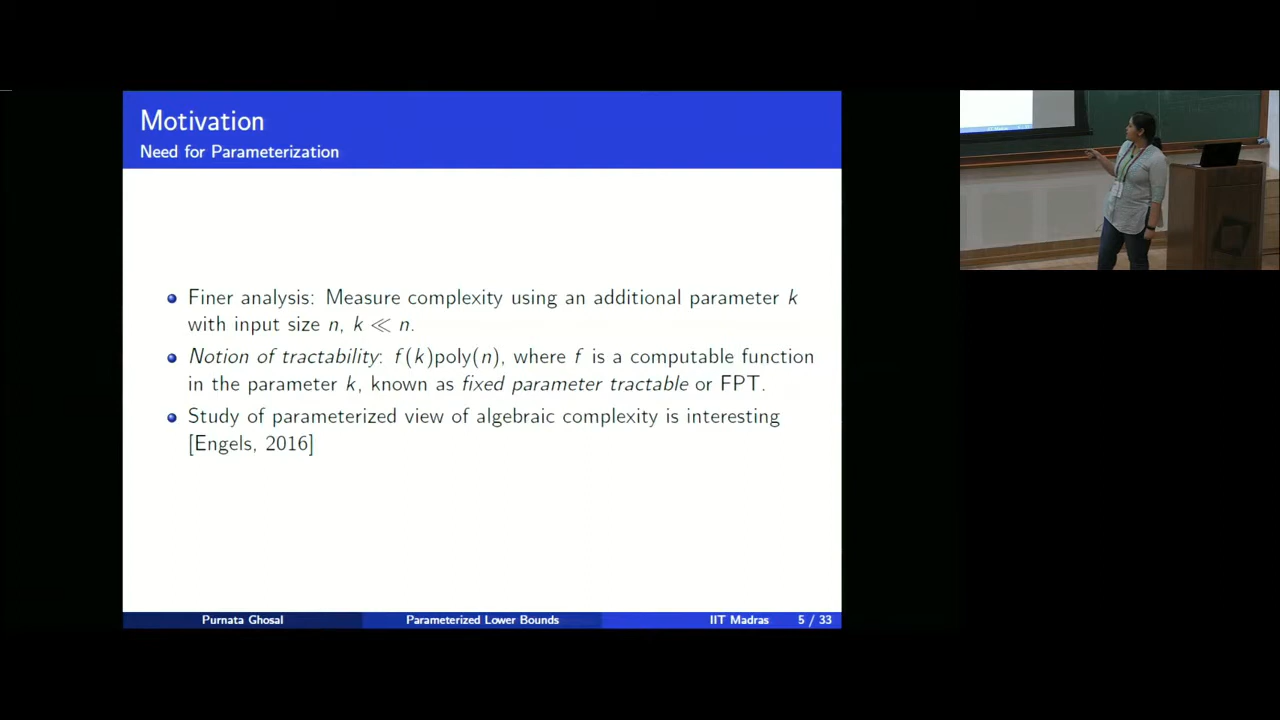 Motivation
Need for Parameterization
Finer analysis: Measure complexity using an additional parameter k
with input size n, k ≪ n.
Notion of tractability: f(k)poly(n), where f is a computable function
in the parameter k, known as fixed parameter tractable or FPT.
Study of parameterized view of algebraic complexity is interesting
[Engels, 2016]
Purnata Ghosal Parameterized Lower Bounds IIT Madras 5 / 33